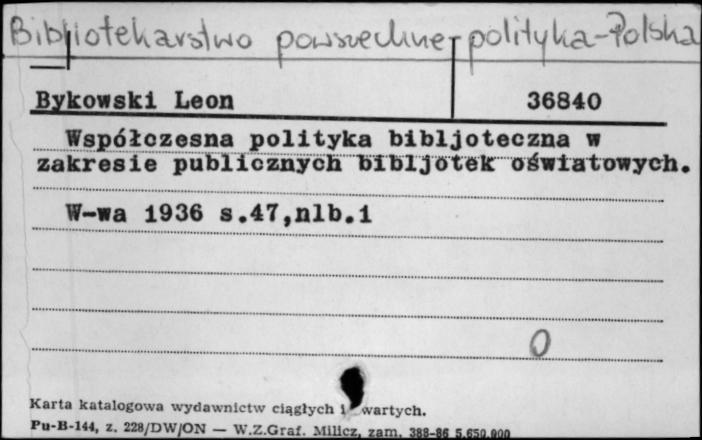 Bibliotekarstwo powszechne-polityka-Polska
Bykowski Leon 36840
Współczesna polityka bibljoteczna w
zakresie publicznych bibljotek oświatowych.
W-wa 1936 s.47,nlb.1
0
Karta katalogowa wydawnictw ciągłych i wartych.
Pu-B-144, z. 228/DW/ON — W.Z.Graf. Milicz, zam. 388-86 5.650.000